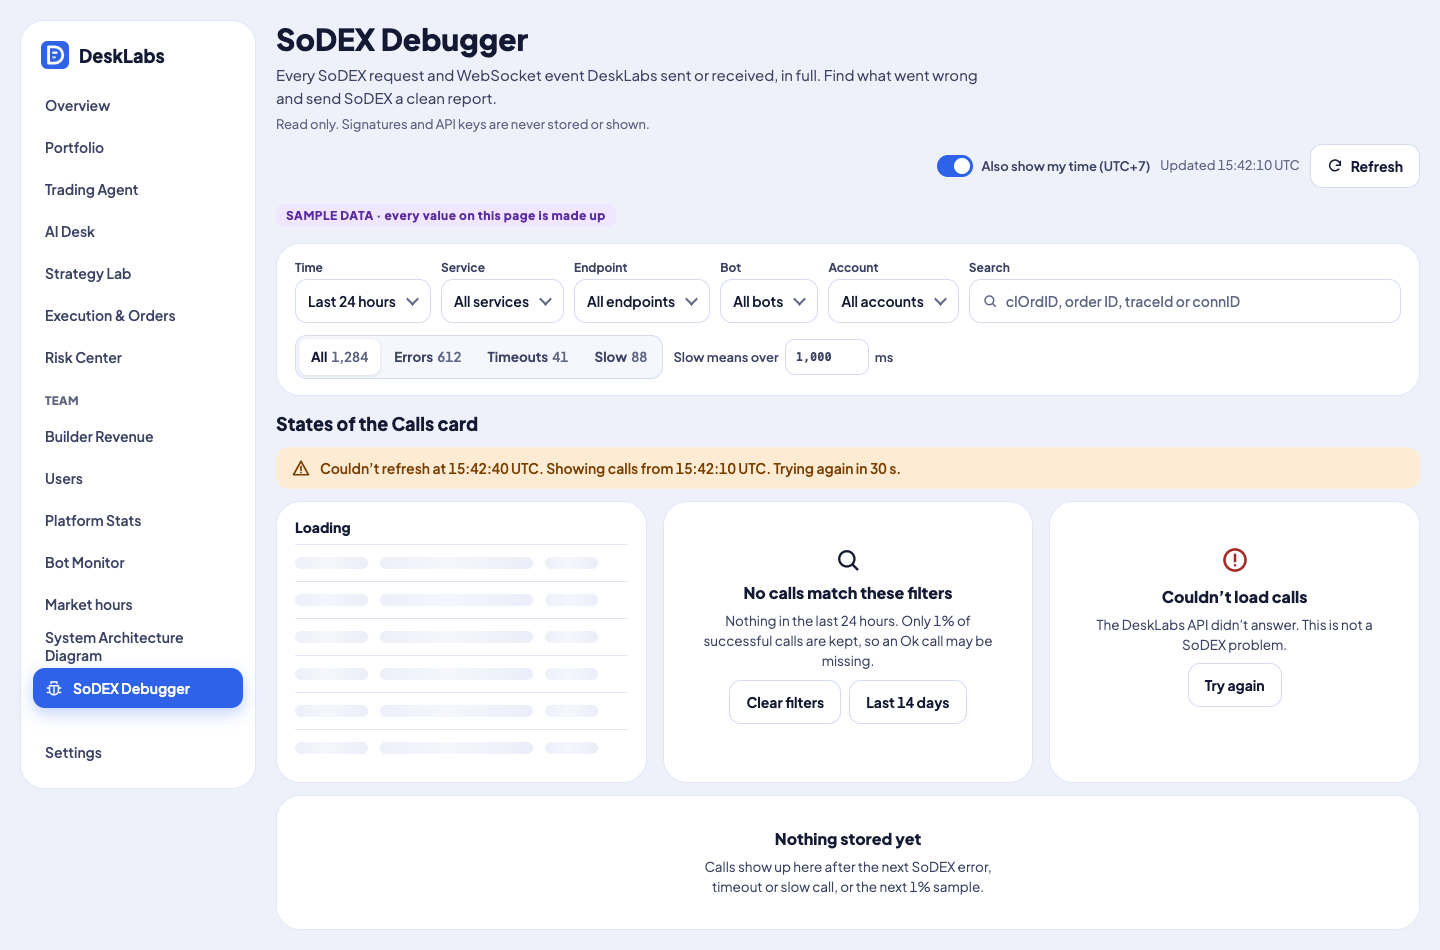 DeskLabs
Overview
Portfolio
Trading Agent
AI Desk
Strategy Lab
Execution & Orders
Risk Center
TEAM
Builder Revenue
Users
Platform Stats
Bot Monitor
Market hours
System Architecture
Diagram
SoDEX Debugger
Settings
SoDEX Debugger
Every SoDEX request and WebSocket event DeskLabs sent or received, in full. Find what went wrong
and send SoDEX a clean report.
Read only. Signatures and API keys are never stored or shown.
Also show my time (UTC+7) Updated 15:42:10 UTC Refresh
SAMPLE DATA · every value on this page is made up
Time Service Endpoint Bot Account Search
Last 24 hours All services All endpoints All bots All accounts clOrdID, order ID, traceId or connID
All 1,284 Errors 612 Timeouts 41 Slow 88 Slow means over 1,000 ms
States of the Calls card
Couldn’t refresh at 15:42:40 UTC. Showing calls from 15:42:10 UTC. Trying again in 30 s.
Loading
No calls match these filters
Nothing in the last 24 hours. Only 1% of
successful calls are kept, so an Ok call may be
missing.
Clear filters Last 14 days
Couldn’t load calls
The DeskLabs API didn’t answer. This is not a
SoDEX problem.
Try again
Nothing stored yet
Calls show up here after the next SoDEX error,
timeout or slow call, or the next 1% sample.